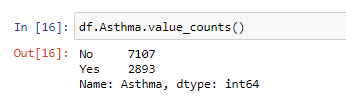 In [16]: df.Asthma.value_counts()
Out[16]: No     7107
Yes    2893
Name: Asthma, dtype: int64